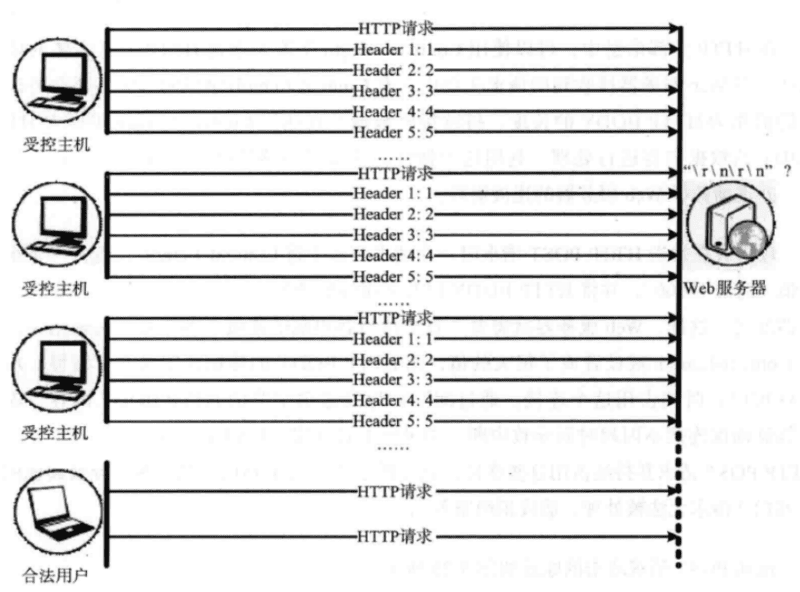 HTTP请求
Header 1: 1
Header 2: 2
Header 3: 3
Header 4: 4
Header 5: 5
……
受控主机
HTTP请求
Header 1: 1
Header 2: 2
Header 3: 3
Header 4: 4
Header 5: 5
……
受控主机
HTTP请求
Header 1: 1
Header 2: 2
Header 3: 3
Header 4: 4
Header 5: 5
……
受控主机
HTTP请求
HTTP请求
合法用户
“\r\n\r\n”?
Web服务器